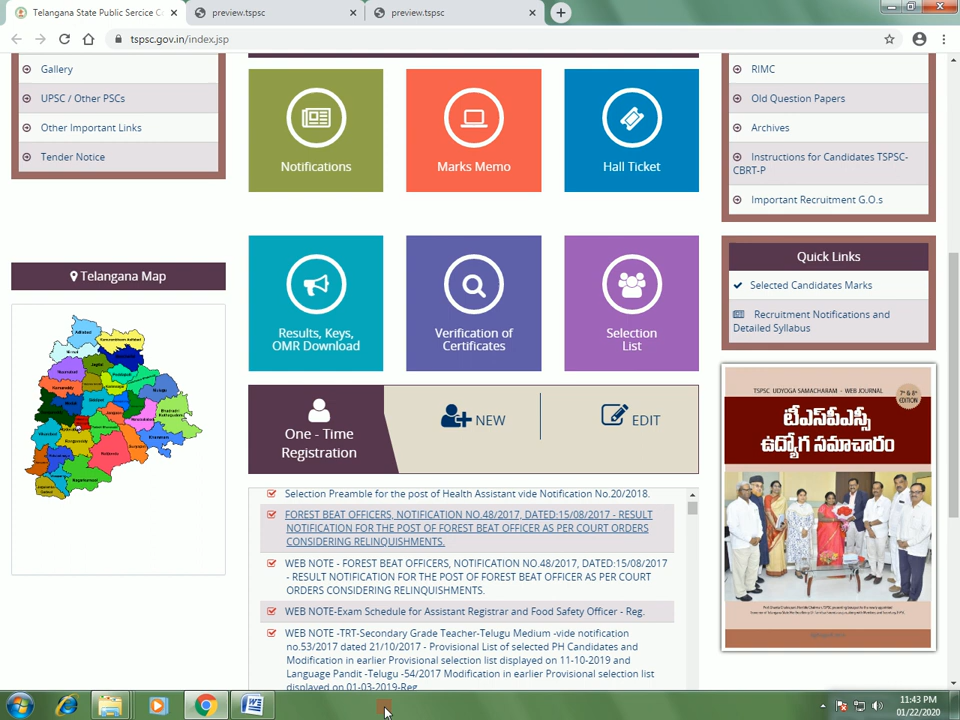 Telangana State Public Service C
preview.tspsc
preview.tspsc
tspsc.gov.in/index.jsp
Gallery
UPSC / Other PSCs
Other Important Links
Tender Notice
Telangana Map
Notifications
Marks Memo
Hall Ticket
Results, Keys,
OMR Download
Verification of
Certificates
Selection
List
One - Time
Registration
NEW
EDIT
Selection Preamble for the post of Health Assistant vide Notification No.20/2018.
FOREST BEAT OFFICERS, NOTIFICATION NO.48/2017, DATED:15/08/2017 - RESULT
NOTIFICATION FOR THE POST OF FOREST BEAT OFFICER AS PER COURT ORDERS
CONSIDERING RELINQUISHMENTS.
WEB NOTE - FOREST BEAT OFFICERS, NOTIFICATION NO.48/2017, DATED:15/08/2017
- RESULT NOTIFICATION FOR THE POST OF FOREST BEAT OFFICER AS PER COURT
ORDERS CONSIDERING RELINQUISHMENTS.
WEB NOTE-Exam Schedule for Assistant Registrar and Food Safety Officer - Reg.
WEB NOTE -TRT-Secondary Grade Teacher-Telugu Medium -vide notification
no.53/2017 dated 21/10/2017 - Provisional List of selected PH Candidates and
Modification in earlier Provisional selection list displayed on 11-10-2019 and
Language Pandit -Telugu -54/2017 Modification in earlier Provisional selection list
displayed on 01-03-2019-Reg
RIMC
Old Question Papers
Archives
Instructions for Candidates TSPSC-
CBRT-P
Important Recruitment G.O.s
Quick Links
Selected Candidates Marks
Recruitment Notifications and
Detailed Syllabus
TSPSC UDYOGA SAMACHARAM - WEB JOURNAL
7th & 8th
EDITION
టీఎస్‌పీఎస్సీ
ఉద్యోగ సమాచారం
11:43 PM
01/22/2020